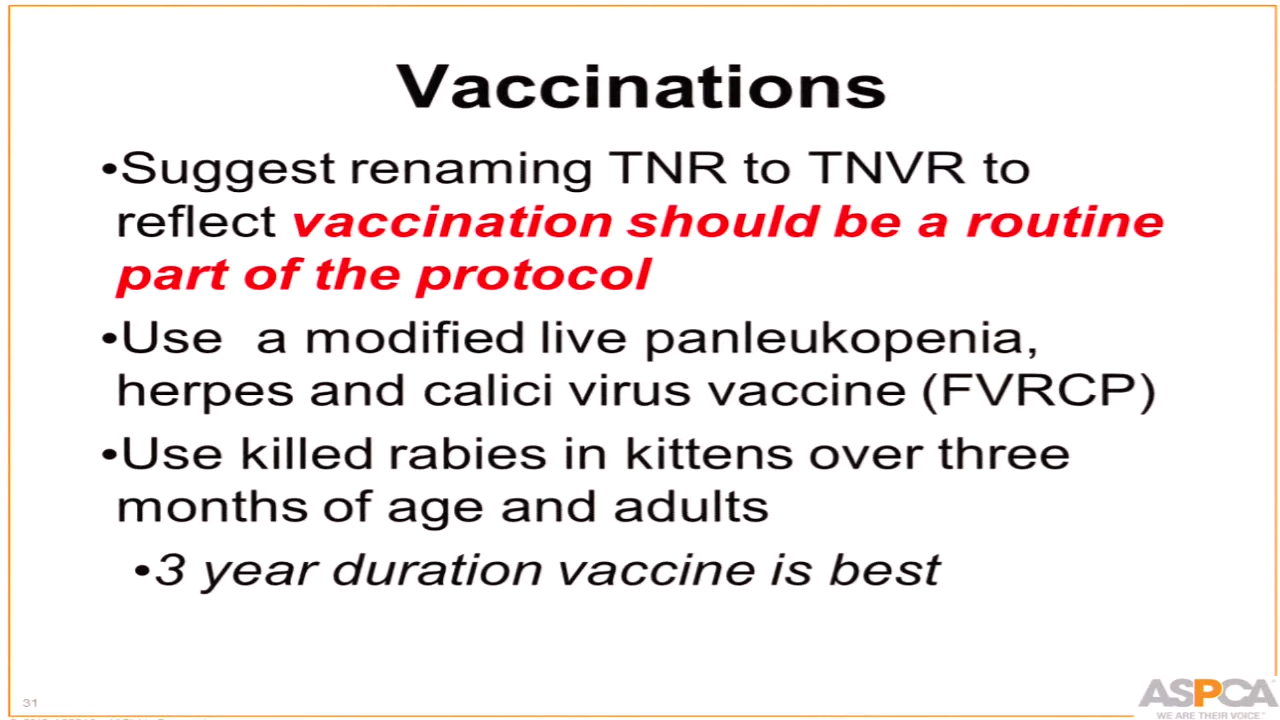 Vaccinations
•Suggest renaming TNR to TNVR to
reflect vaccination should be a routine
part of the protocol
•Use a modified live panleukopenia,
herpes and calici virus vaccine (FVRCP)
•Use killed rabies in kittens over three
months of age and adults
•3 year duration vaccine is best
31
ASPCA
WE ARE THEIR VOICE.